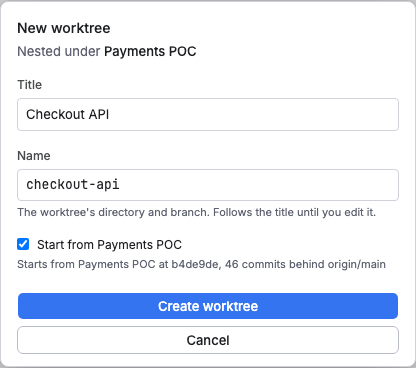 New worktree
Nested under Payments POC
Title
Checkout API
Name
checkout-api
The worktree's directory and branch. Follows the title until you edit it.
Start from Payments POC
Starts from Payments POC at b4de9de, 46 commits behind origin/main
Create worktree
Cancel